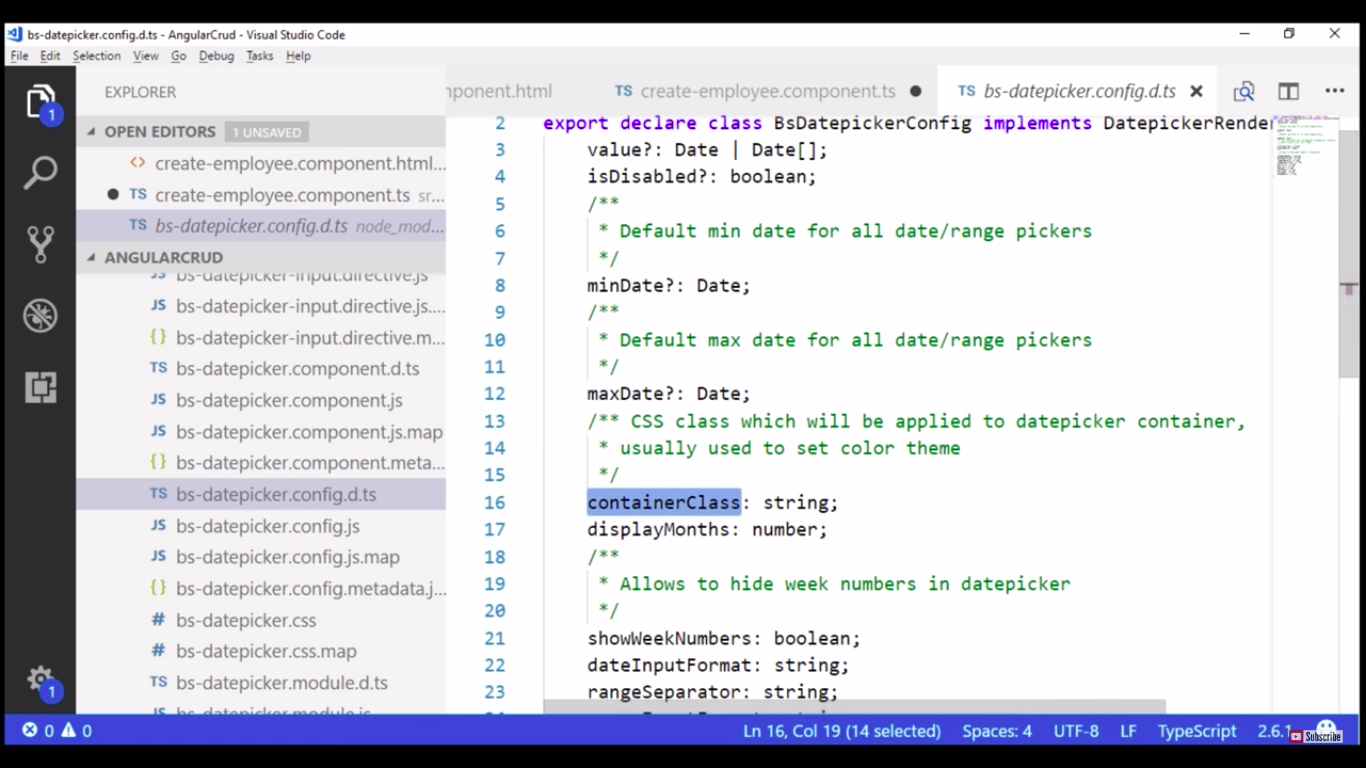 bs-datepicker.config.d.ts - AngularCrud - Visual Studio Code
File Edit Selection View Go Debug Tasks Help
EXPLORER
OPEN EDITORS 1 UNSAVED
<> create-employee.component.html...
TS create-employee.component.ts sr...
TS bs-datepicker.config.d.ts node_mod...
ANGULARCRUD
JS bs-datepicker-input.directive.js
JS bs-datepicker-input.directive.js....
{} bs-datepicker-input.directive.m...
TS bs-datepicker.component.d.ts
JS bs-datepicker.component.js
JS bs-datepicker.component.js.map
{} bs-datepicker.component.meta...
TS bs-datepicker.config.d.ts
JS bs-datepicker.config.js
JS bs-datepicker.config.js.map
{} bs-datepicker.config.metadata.j...
# bs-datepicker.css
# bs-datepicker.css.map
TS bs-datepicker.module.d.ts
bs-datepicker.module.js
1
1
ponent.html TS create-employee.component.ts TS bs-datepicker.config.d.ts
2 export declare class BsDatepickerConfig implements DatepickerRende
3 value?: Date | Date[];
4 isDisabled?: boolean;
5 /**
6 * Default min date for all date/range pickers
7 */
8 minDate?: Date;
9 /**
10 * Default max date for all date/range pickers
11 */
12 maxDate?: Date;
13 /** CSS class which will be applied to datepicker container,
14 * usually used to set color theme
15 */
16 containerClass: string;
17 displayMonths: number;
18 /**
19 * Allows to hide week numbers in datepicker
20 */
21 showWeekNumbers: boolean;
22 dateInputFormat: string;
23 rangeSeparator: string;
0 0 Ln 16, Col 19 (14 selected) Spaces: 4 UTF-8 LF TypeScript 2.6.1
Subscribe